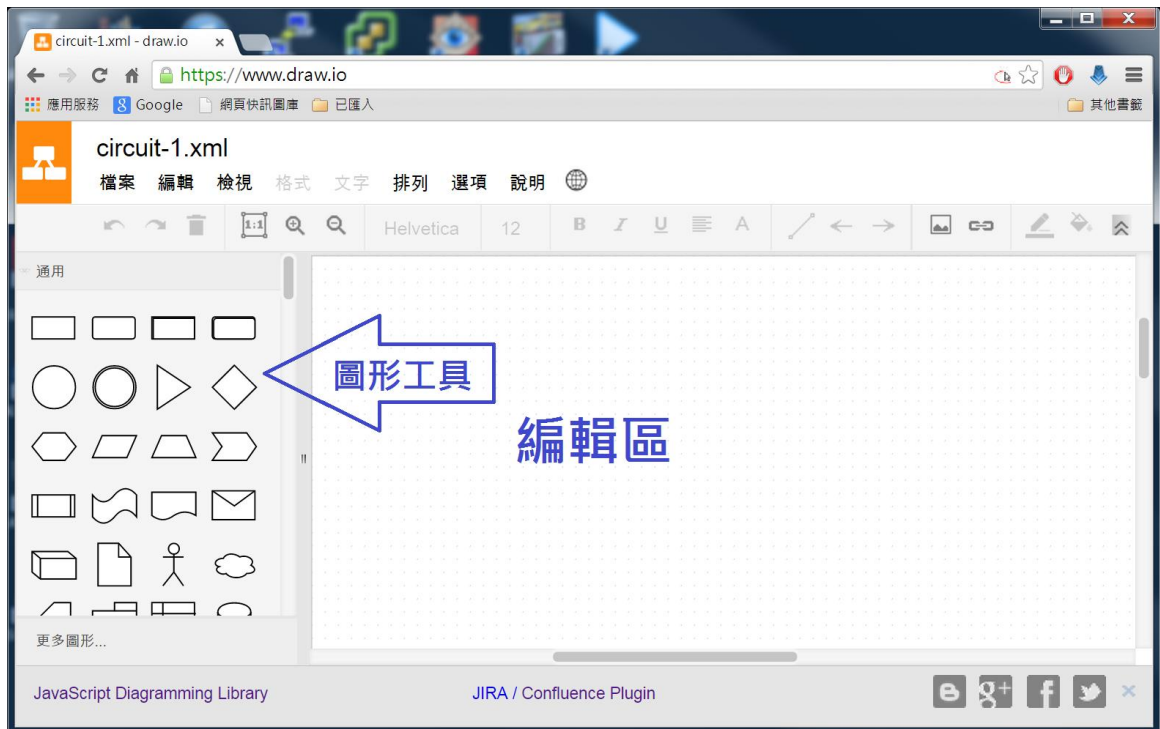 circuit-1.xml - draw.io
https://www.draw.io
應用服務 Google 網頁快訊圖庫 已匯入 其他書籤
circuit-1.xml
檔案 編輯 檢視 格式 文字 排列 選項 說明
1:1 Helvetica 12 B I U A
通用
圖形工具
編輯區
更多圖形...
JavaScript Diagramming Library JIRA / Confluence Plugin